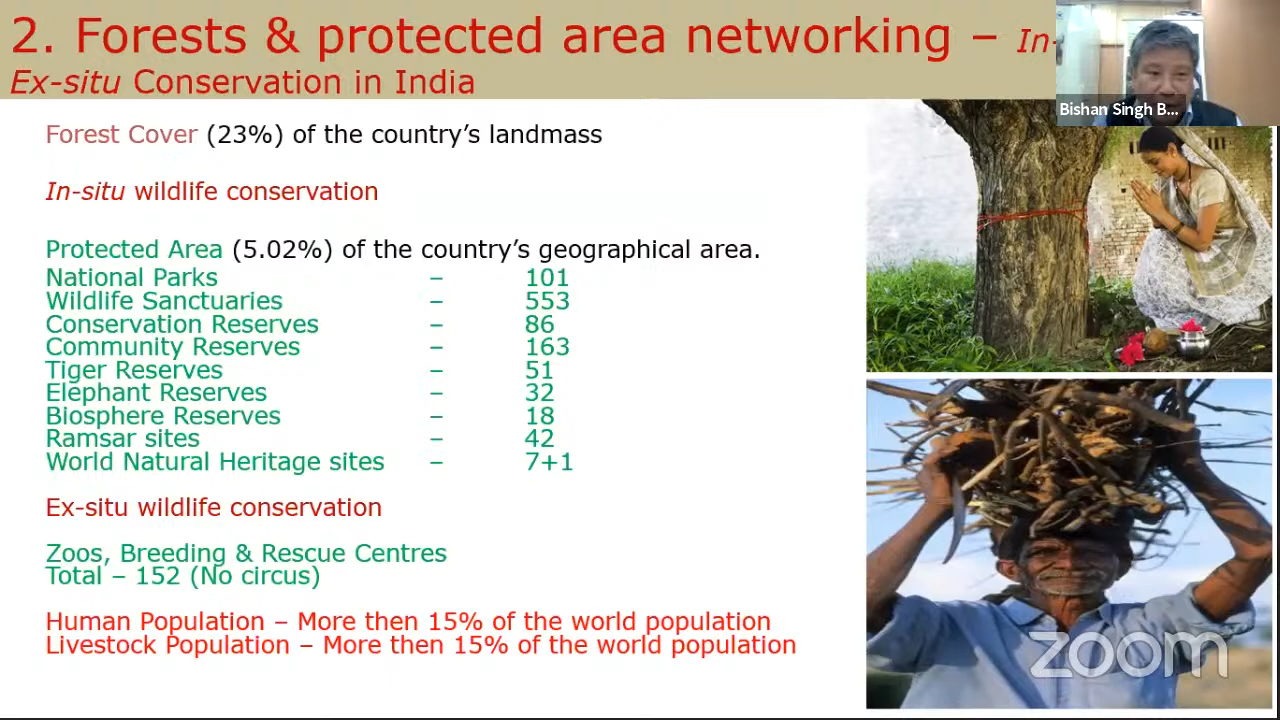 2. Forests & protected area networking – In-
Ex-situ Conservation in India
Bishan Singh B...
Forest Cover (23%) of the country's landmass
In-situ wildlife conservation
Protected Area (5.02%) of the country's geographical area.
National Parks – 101
Wildlife Sanctuaries – 553
Conservation Reserves – 86
Community Reserves – 163
Tiger Reserves – 51
Elephant Reserves – 32
Biosphere Reserves – 18
Ramsar sites – 42
World Natural Heritage sites – 7+1
Ex-situ wildlife conservation
Zoos, Breeding & Rescue Centres
Total – 152 (No circus)
Human Population – More then 15% of the world population
Livestock Population – More then 15% of the world population
zoom